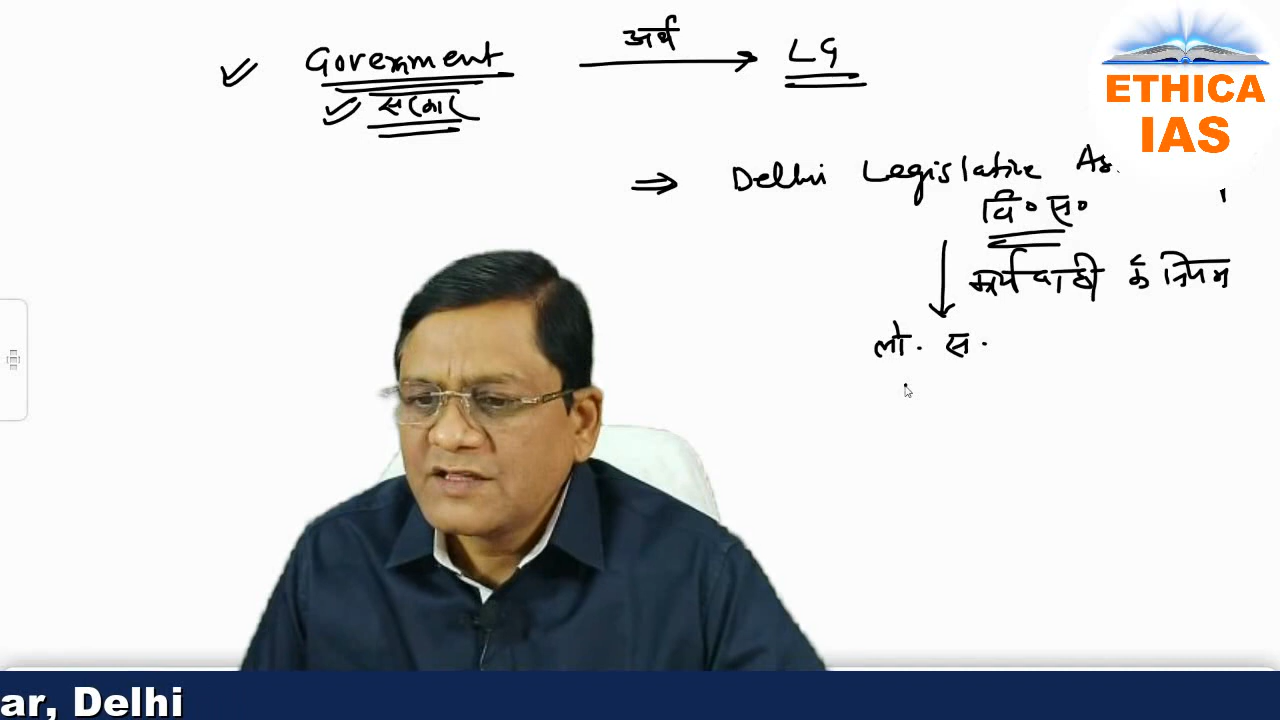 Government अर्थ LG
सरकार
ETHICA
IAS
⇒ Delhi Legislative As
वि० स०
कार्यवाही के नियम
लो. स.
ar, Delhi